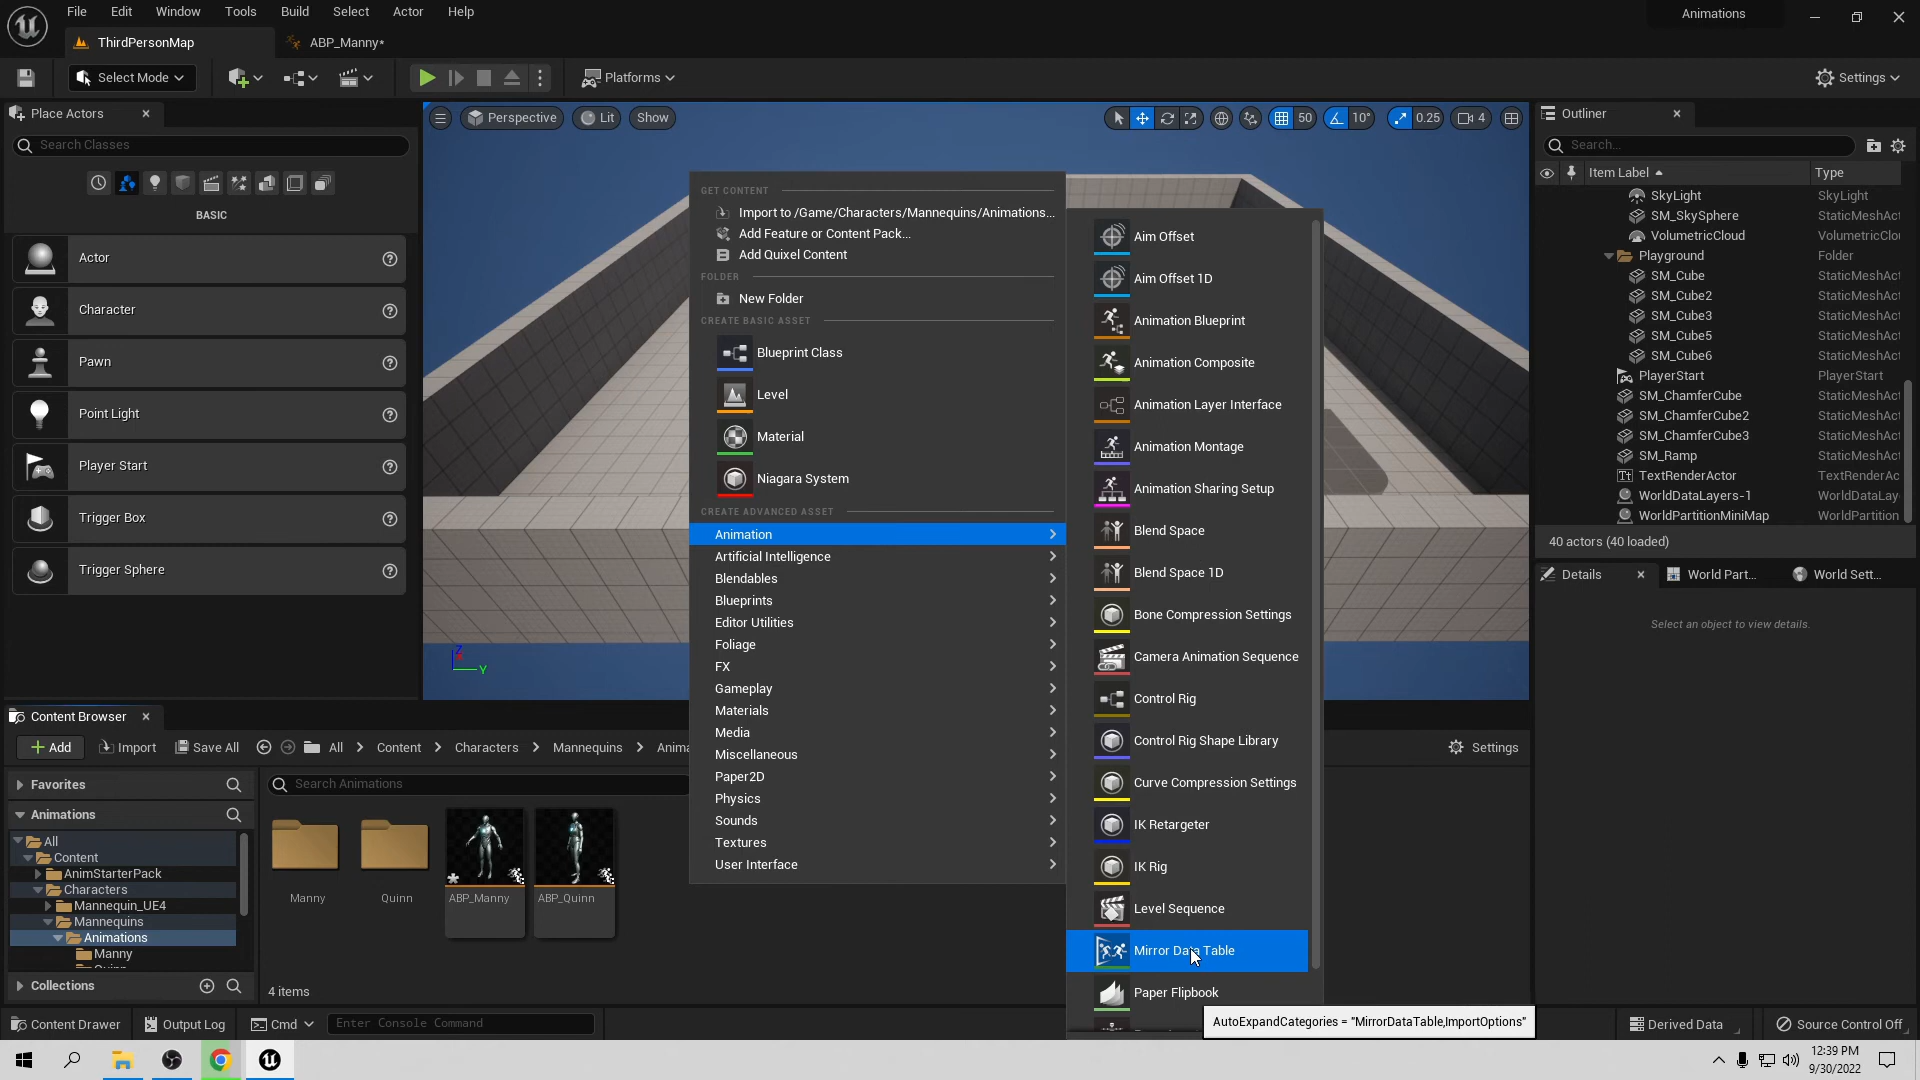 File Edit Window Tools Build Select Actor Help
Animations
ThirdPersonMap
ABP_Manny*
Select Mode
Platforms
Settings
Place Actors
Search Classes
BASIC
Actor
Character
Pawn
Point Light
Player Start
Trigger Box
Trigger Sphere
Perspective
Lit
Show
50
10°
0.25
4
Z
Y
GET CONTENT
Import to /Game/Characters/Mannequins/Animations...
Add Feature or Content Pack...
Add Quixel Content
FOLDER
New Folder
CREATE BASIC ASSET
Blueprint Class
Level
Material
Niagara System
CREATE ADVANCED ASSET
Animation
Artificial Intelligence
Blendables
Blueprints
Editor Utilities
Foliage
FX
Gameplay
Materials
Media
Miscellaneous
Paper2D
Physics
Sounds
Textures
User Interface
Aim Offset
Aim Offset 1D
Animation Blueprint
Animation Composite
Animation Layer Interface
Animation Montage
Animation Sharing Setup
Blend Space
Blend Space 1D
Bone Compression Settings
Camera Animation Sequence
Control Rig
Control Rig Shape Library
Curve Compression Settings
IK Retargeter
IK Rig
Level Sequence
Mirror Data Table
Paper Flipbook
AutoExpandCategories = "MirrorDataTable,ImportOptions"
Outliner
Search...
Item Label Type
SkyLight SkyLight
SM_SkySphere StaticMeshAct
VolumetricCloud VolumetricClou
Playground Folder
SM_Cube StaticMeshAct
SM_Cube2 StaticMeshAct
SM_Cube3 StaticMeshAct
SM_Cube5 StaticMeshAct
SM_Cube6 StaticMeshAct
PlayerStart PlayerStart
SM_ChamferCube StaticMeshAct
SM_ChamferCube2 StaticMeshAct
SM_ChamferCube3 StaticMeshAct
SM_Ramp StaticMeshAct
TextRenderActor TextRenderActor
WorldDataLayers-1 WorldDataLay
WorldPartitionMiniMap WorldPartition
40 actors (40 loaded)
Details
World Part...
World Sett...
Select an object to view details.
Content Browser
Add
Import
Save All
All Content Characters Mannequins Anima
Settings
Favorites
Animations
All
Content
AnimStarterPack
Characters
Mannequin_UE4
Mannequins
Animations
Manny
Quinn
Collections
Search Animations
Manny
Quinn
ABP_Manny
ABP_Quinn
4 items
Content Drawer
Output Log
Cmd
Enter Console Command
Derived Data
Source Control Off
12:39 PM
9/30/2022